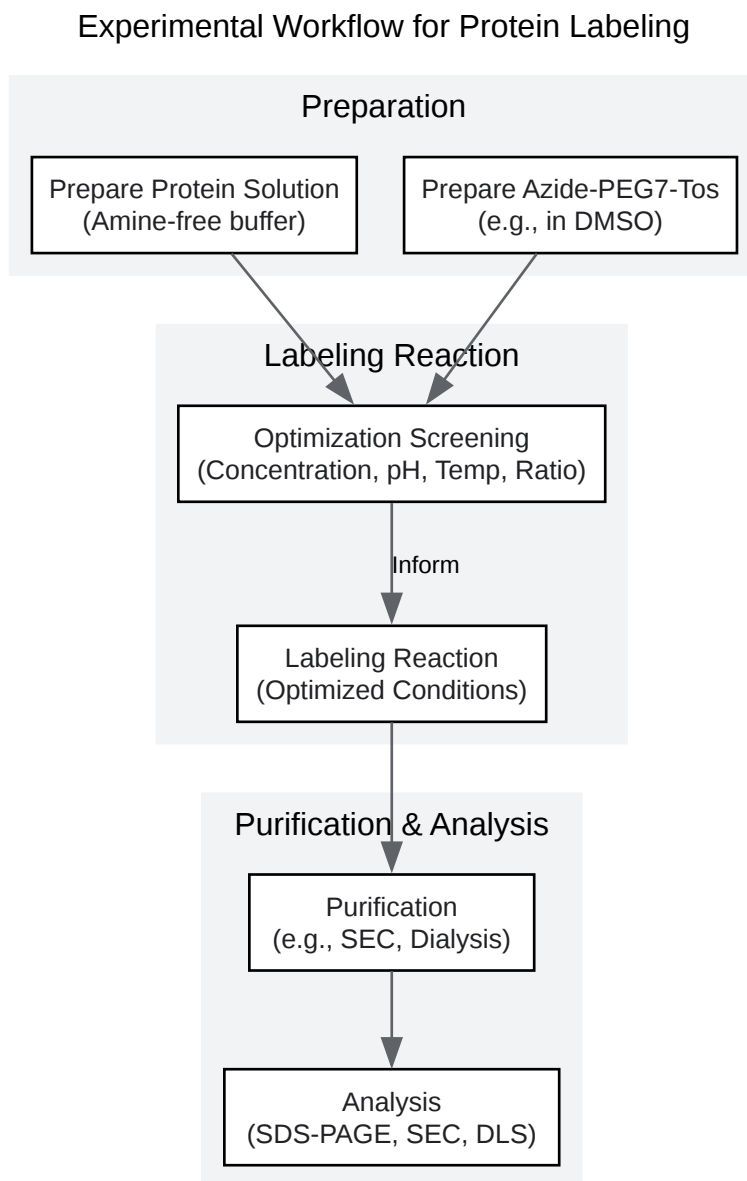 Experimental Workflow for Protein Labeling
Preparation
Prepare Protein Solution
(Amine-free buffer)
Prepare Azide-PEG7-Tos
(e.g., in DMSO)
Labeling Reaction
Optimization Screening
(Concentration, pH, Temp, Ratio)
Inform
Labeling Reaction
(Optimized Conditions)
Purification & Analysis
Purification
(e.g., SEC, Dialysis)
Analysis
(SDS-PAGE, SEC, DLS)